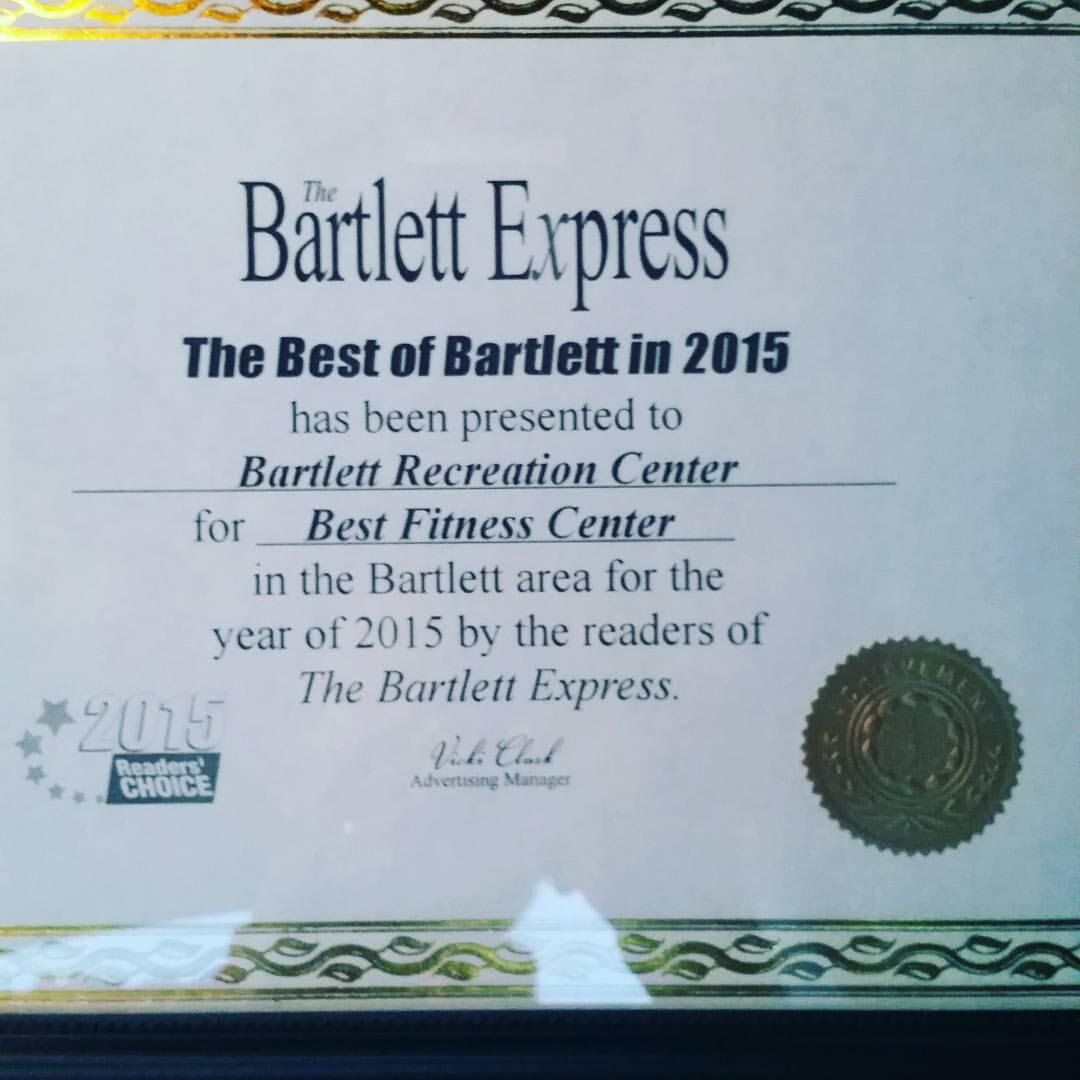 The
Bartlett Express
The Best of Bartlett in 2015
has been presented to
Bartlett Recreation Center
for Best Fitness Center
in the Bartlett area for the
year of 2015 by the readers of
The Bartlett Express.
2015
Readers'
CHOICE
Vicki Clark
Advertising Manager